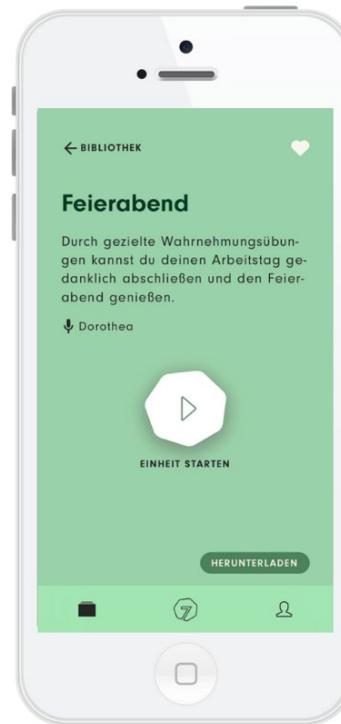 BIBLIOTHEK
Feierabend
Durch gezielte Wahrnehmungsübun-
gen kannst du deinen Arbeitstag ge-
danklich abschließen und den Feier-
abend genießen.
Dorothea
EINHEIT STARTEN
HERUNTERLADEN
7